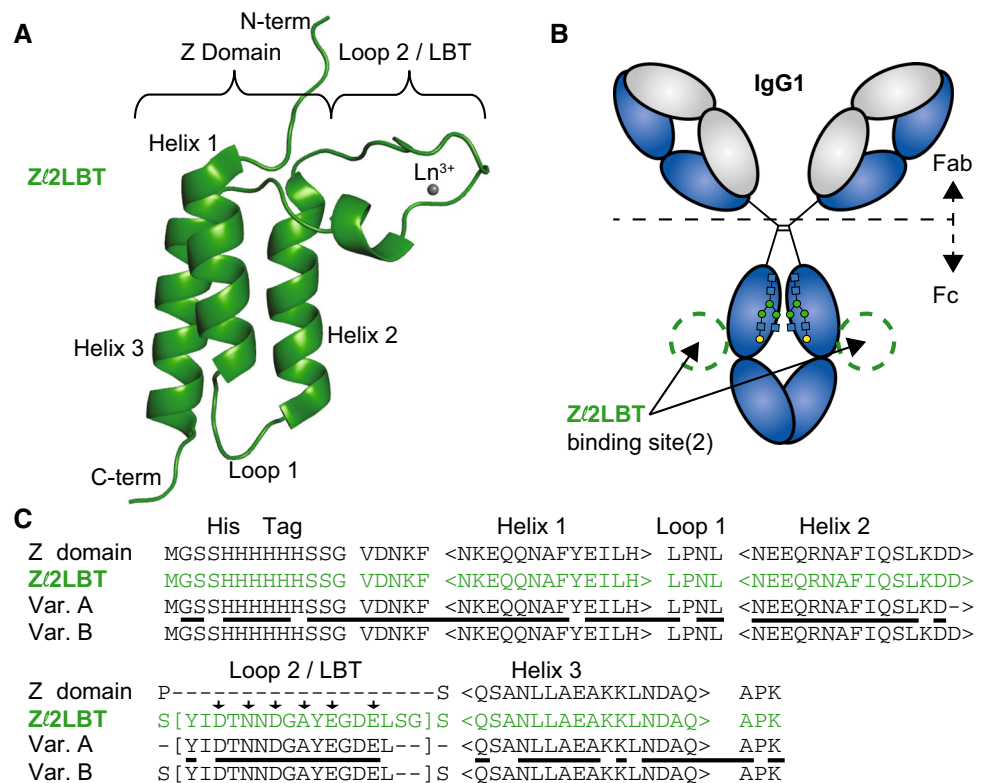 A
N-term
Z Domain
Loop 2 / LBT
Helix 1
Ln3+
Zℓ2LBT
Helix 3
Helix 2
Loop 1
C-term
B
IgG1
Fab
Fc
Zℓ2LBT
binding site(2)
C
His Tag Helix 1 Loop 1 Helix 2
Z domain MGSSHHHHHHSSG VDNKF <NKEQQNAFYEILH> LPNL <NEEQRNAFIQSLKDD>
Zℓ2LBT MGSSHHHHHHSSG VDNKF <NKEQQNAFYEILH> LPNL <NEEQRNAFIQSLKDD>
Var. A MGSSHHHHHHSSG VDNKF <NKEQQNAFYEILH> LPNL <NEEQRNAFIQSLKD->
Var. B MGSSHHHHHHSSG VDNKF <NKEQQNAFYEILH> LPNL <NEEQRNAFIQSLKDD>
Loop 2 / LBT Helix 3
Z domain P--------------------S <QSANLLAEAKKLNDAQ> APK
Zℓ2LBT S[YIDTNNDGAYEGDELSG]S <QSANLLAEAKKLNDAQ> APK
Var. A -[YIDTNNDGAYEGDEL--]- <QSANLLAEAKKLNDAQ> APK
Var. B S[YIDTNNDGAYEGDEL--]S <QSANLLAEAKKLNDAQ> APK